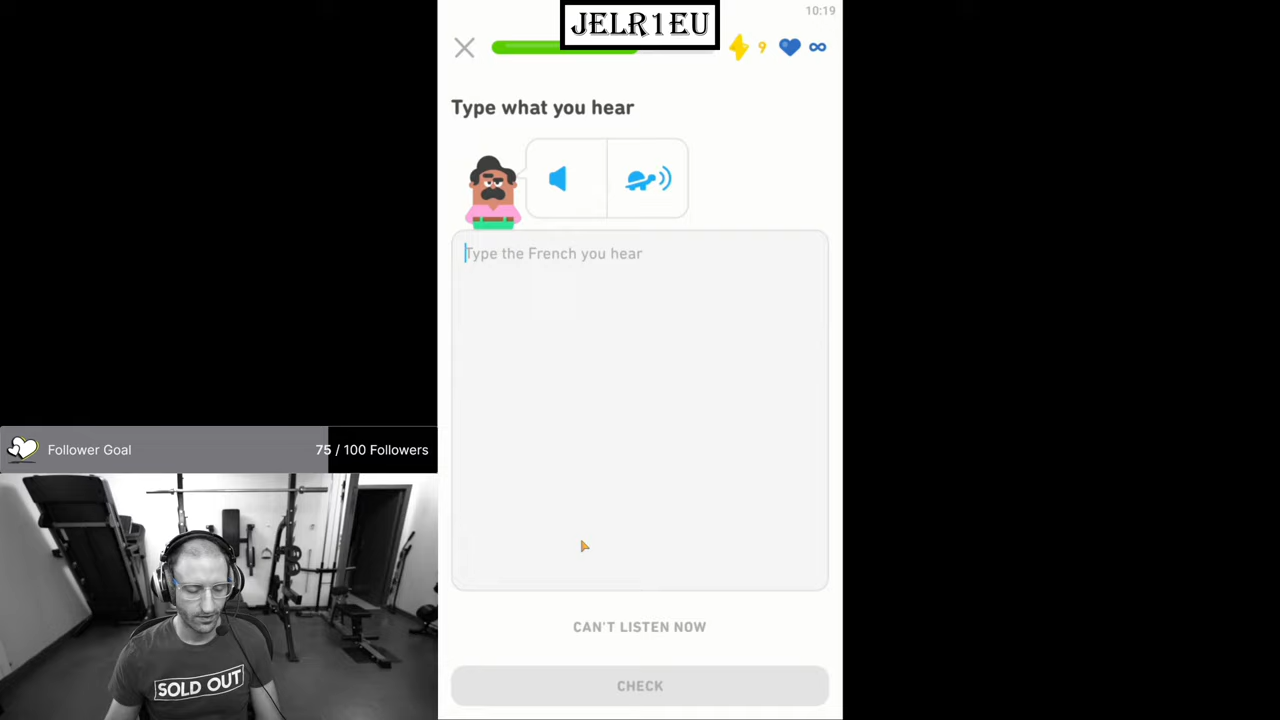 JELR1EU
10:19
9
Type what you hear
Type the French you hear
Follower Goal
75 / 100 Followers
SOLD OUT
CAN'T LISTEN NOW
CHECK